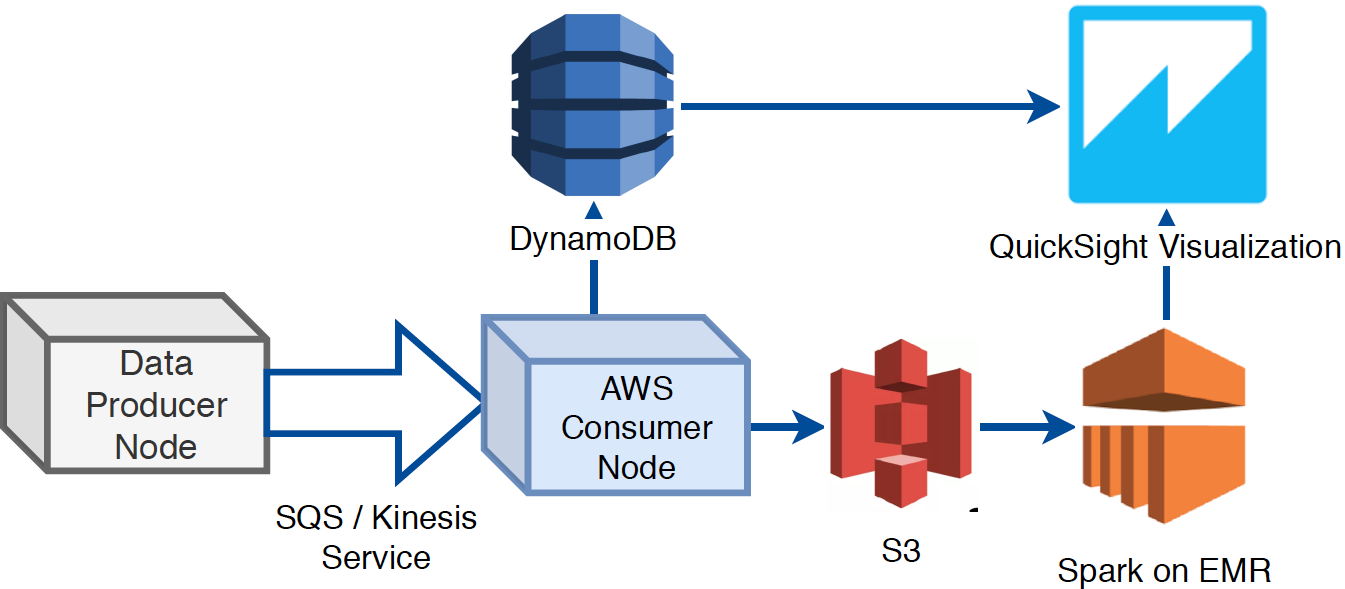 DynamoDB
QuickSight Visualization
Data
Producer
Node
AWS
Consumer
Node
SQS / Kinesis
Service
S3
Spark on EMR